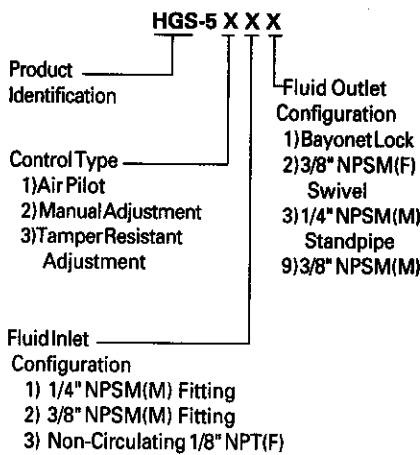 HGS-5 X X X
Product
Identification
Control Type
1) Air Pilot
2) Manual Adjustment
3) Tamper Resistant
Adjustment
Fluid Inlet
Configuration
1) 1/4" NPSM(M) Fitting
2) 3/8" NPSM(M) Fitting
3) Non-Circulating 1/8" NPT(F)
Fluid Outlet
Configuration
1) Bayonet Lock
2) 3/8" NPSM(F)
Swivel
3) 1/4" NPSM(M)
Standpipe
9) 3/8" NPSM(M)